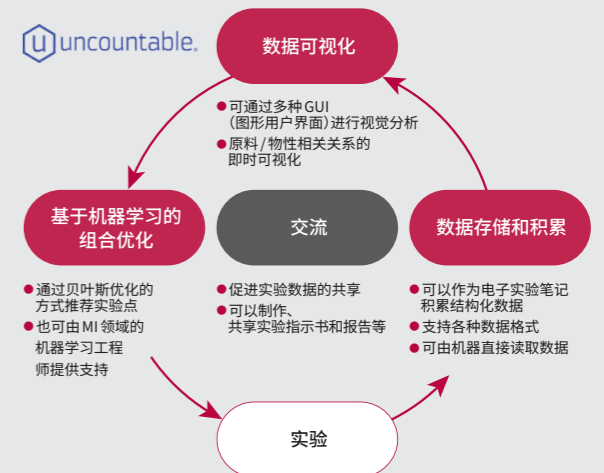 uncountable.
数据可视化
●可通过多种 GUI
（图形用户界面）进行视觉分析
●原料/物性相关关系的
即时可视化
基于机器学习的
组合优化
●通过贝叶斯优化的
方式推荐实验点
●也可由 MI 领域的
机器学习工程
师提供支持
交流
●促进实验数据的共享
●可以制作、
共享实验指示书和报告等
数据存储和积累
●可以作为电子实验笔记
积累结构化数据
●支持各种数据格式
●可由机器直接读取数据
实验